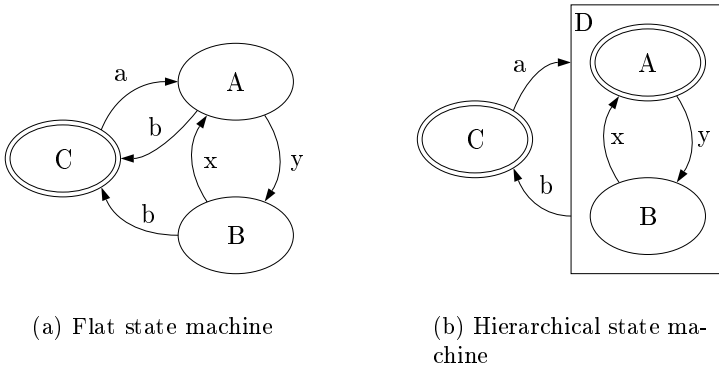 a
A
b
C
x
y
b
B
(a) Flat state machine
D
a
A
C
x
y
b
B
(b) Hierarchical state ma-
chine